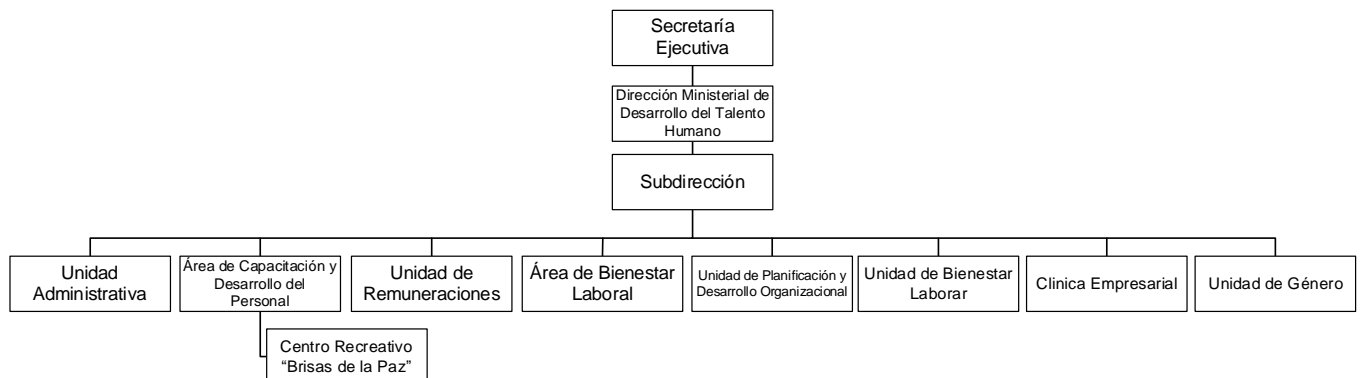 Secretaría
Ejecutiva
Dirección Ministerial de
Desarrollo del Talento
Humano
Subdirección
Unidad
Administrativa
Área de Capacitación y
Desarrollo del
Personal
Unidad de
Remuneraciones
Área de Bienestar
Laboral
Unidad de Planificación y
Desarrollo Organizacional
Unidad de Bienestar
Laborar
Clinica Empresarial
Unidad de Género
Centro Recreativo
“Brisas de la Paz”